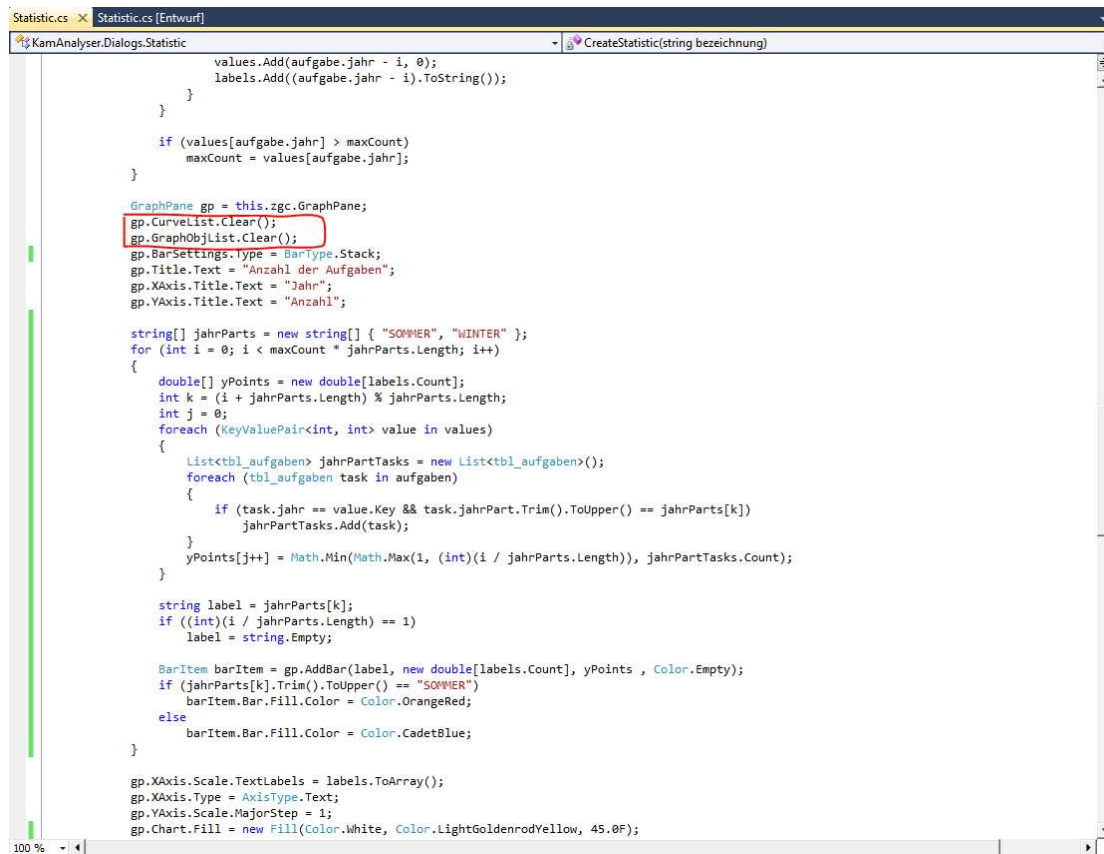 Statistic.cs Statistic.cs [Entwurf]
KamAnalyser.Dialogs.Statistic CreateStatistic(string bezeichnung)
values.Add(aufgabe.jahr - i, 0);
labels.Add((aufgabe.jahr - i).ToString());
}
}
if (values[aufgabe.jahr] > maxCount)
maxCount = values[aufgabe.jahr];
}
GraphPane gp = this.zgc.GraphPane;
gp.CurveList.Clear();
gp.GraphObjList.Clear();
gp.BarSettings.Type = BarType.Stack;
gp.Title.Text = "Anzahl der Aufgaben";
gp.XAxis.Title.Text = "Jahr";
gp.YAxis.Title.Text = "Anzahl";
string[] jahrParts = new string[] { "SOMMER", "WINTER" };
for (int i = 0; i < maxCount * jahrParts.Length; i++)
{
double[] yPoints = new double[labels.Count];
int k = (i + jahrParts.Length) % jahrParts.Length;
int j = 0;
foreach (KeyValuePair<int, int> value in values)
{
List<tbl_aufgaben> jahrPartTasks = new List<tbl_aufgaben>();
foreach (tbl_aufgaben task in aufgaben)
{
if (task.jahr == value.Key && task.jahrPart.Trim().ToUpper() == jahrParts[k])
jahrPartTasks.Add(task);
}
yPoints[j++] = Math.Min(Math.Max(1, (int)(i / jahrParts.Length)), jahrPartTasks.Count);
}
string label = jahrParts[k];
if ((int)(i / jahrParts.Length) == 1)
label = string.Empty;
BarItem barItem = gp.AddBar(label, new double[labels.Count], yPoints , Color.Empty);
if (jahrParts[k].Trim().ToUpper() == "SOMMER")
barItem.Bar.Fill.Color = Color.OrangeRed;
else
barItem.Bar.Fill.Color = Color.CadetBlue;
}
gp.XAxis.Scale.TextLabels = labels.ToArray();
gp.XAxis.Type = AxisType.Text;
gp.YAxis.Scale.MajorStep = 1;
gp.Chart.Fill = new Fill(Color.White, Color.LightGoldenrodYellow, 45.0F);
100 %